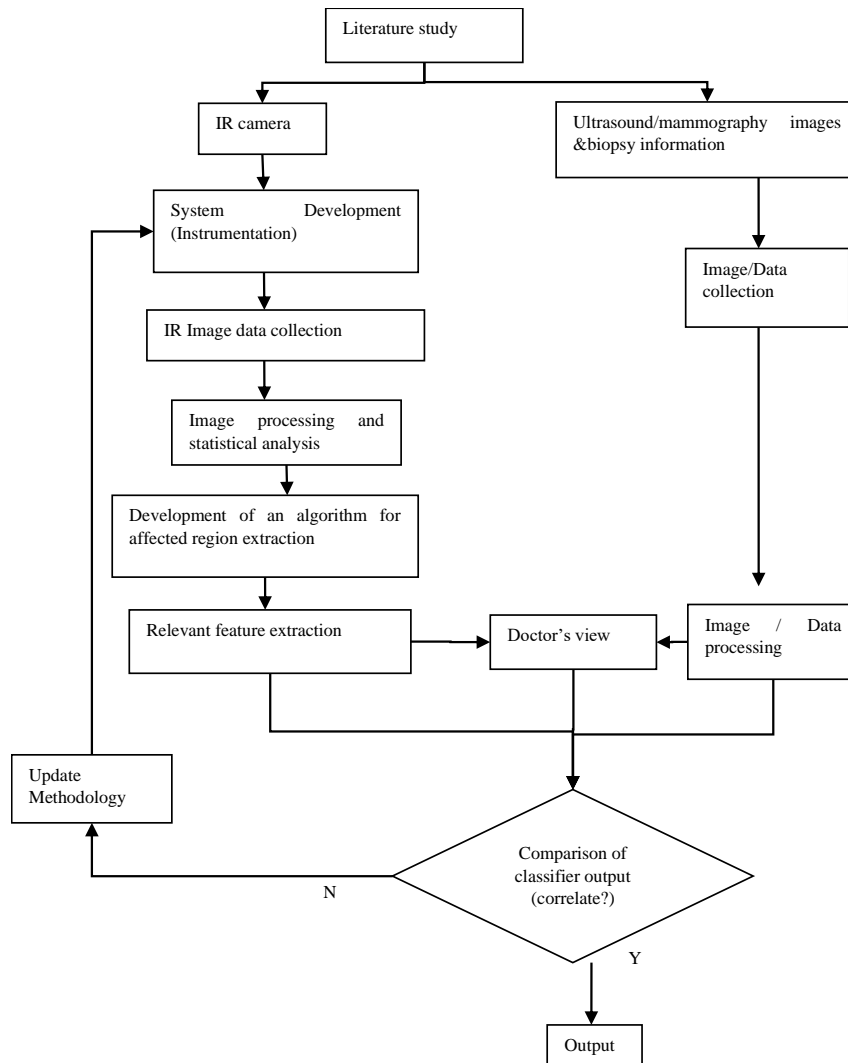 Literature study
IR camera
Ultrasound/mammography images
&biopsy information
System Development
(Instrumentation)
Image/Data
collection
IR Image data collection
Image processing and
statistical analysis
Development of an algorithm for
affected region extraction
Relevant feature extraction
Doctor's view
Image / Data
processing
Update
Methodology
Comparison of
classifier output
(correlate?)
N
Y
Output